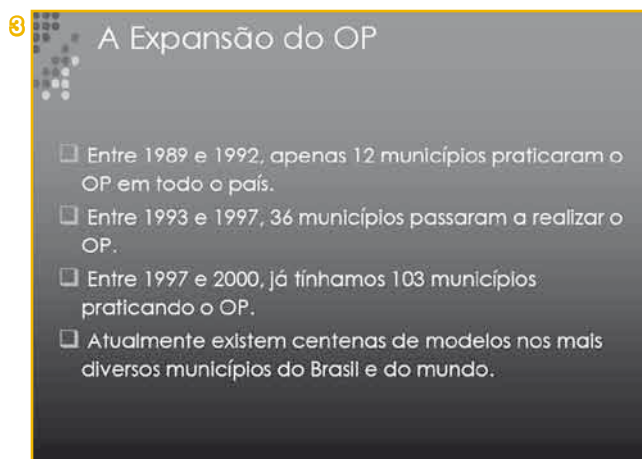 3
A Expansão do OP
Entre 1989 e 1992, apenas 12 municípios praticaram o
OP em todo o país.
Entre 1993 e 1997, 36 municípios passaram a realizar o
OP.
Entre 1997 e 2000, já tínhamos 103 municípios
praticando o OP.
Atualmente existem centenas de modelos nos mais
diversos municípios do Brasil e do mundo.